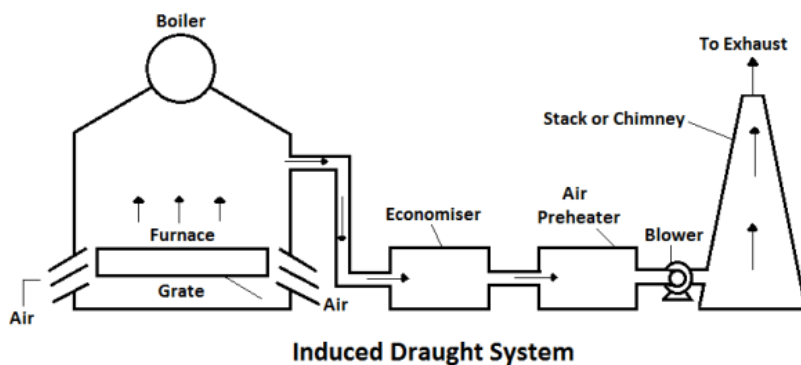 Boiler
To Exhaust
Stack or Chimney
Economiser
Air
Preheater
Blower
Furnace
Grate
Air
Air
Induced Draught System